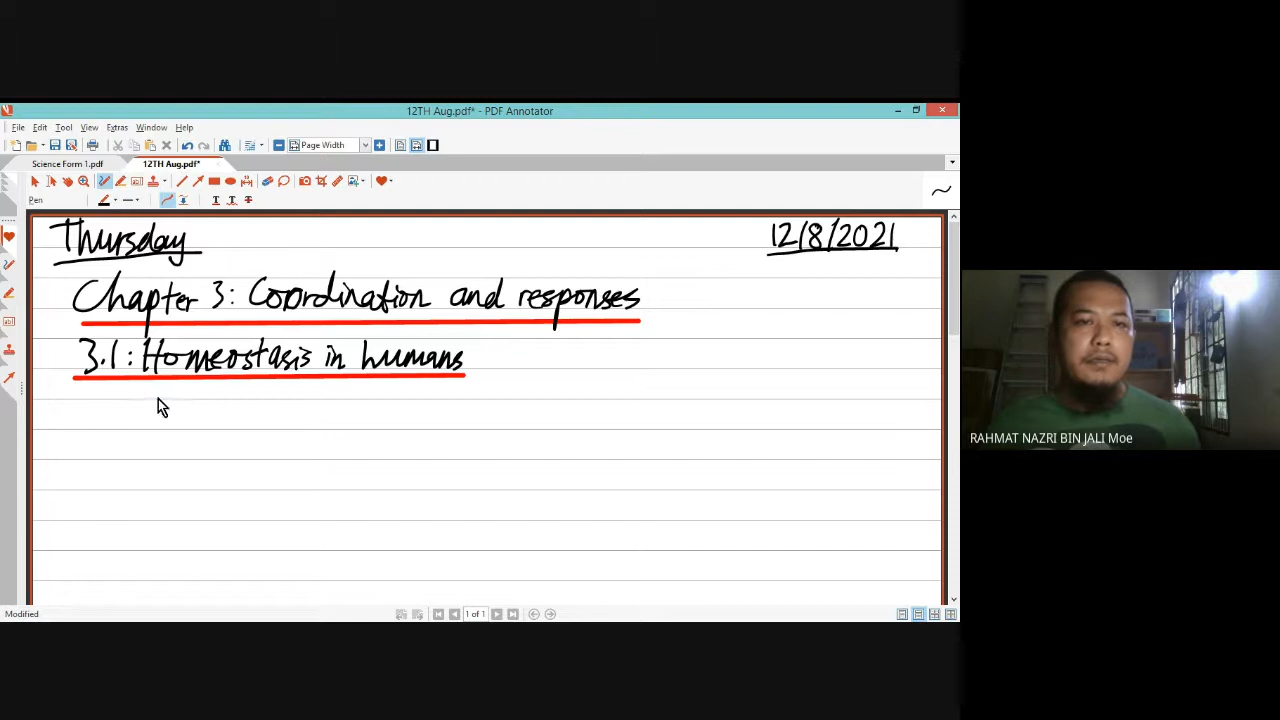 12TH Aug.pdf* - PDF Annotator
File Edit Tool View Extras Window Help
Page Width
Science Form 1.pdf 12TH Aug.pdf*
Pen
Thursday 12/8/2021
Chapter 3: Coordination and responses
3.1: Homeostasis in humans
RAHMAT NAZRI BIN JALI Moe
Modified 1 of 1